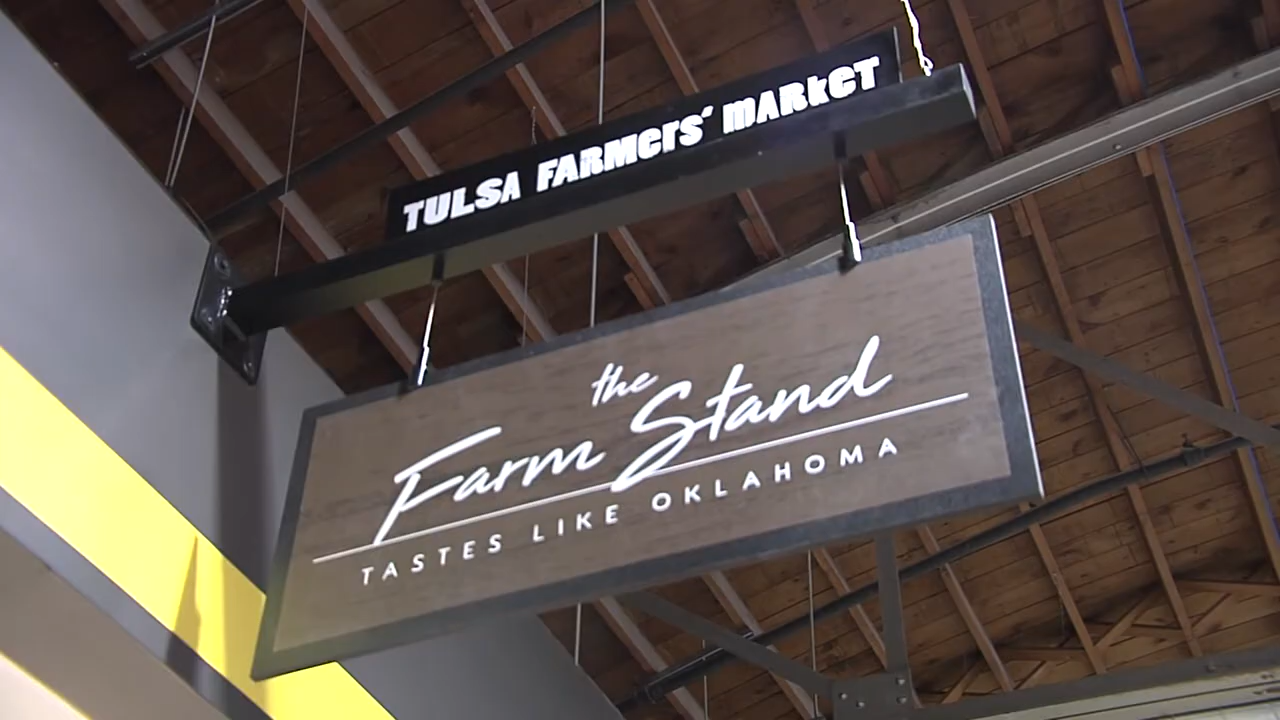 TULSA FARMers' mARkeT
the
Farm Stand
TASTES LIKE OKLAHOMA